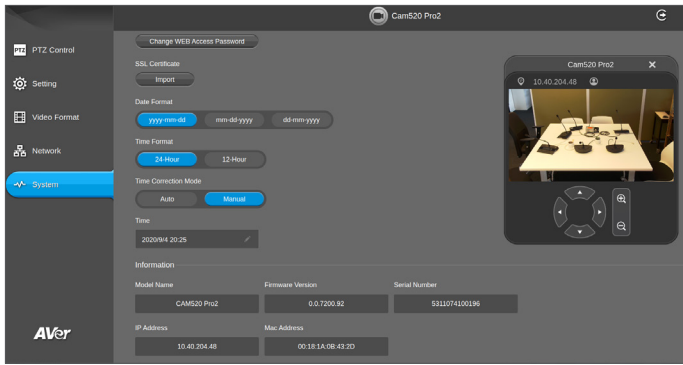 Cam520 Pro2
PTZ PTZ Control
Setting
Video Format
Network
System
AVer
Change WEB Access Password
SSL Certificate
Import
Date Format
yyyy-mm-dd mm-dd-yyyy dd-mm-yyyy
Time Format
24-Hour 12-Hour
Time Correction Mode
Auto Manual
Time
2020/9/4 20:25
Information
Model Name Firmware Version Serial Number
CAM520 Pro2 0.0.7200.92 5311074100196
IP Address Mac Address
10.40.204.48 00:18:1A:0B:43:2D
Cam520 Pro2 X
10.40.204.48